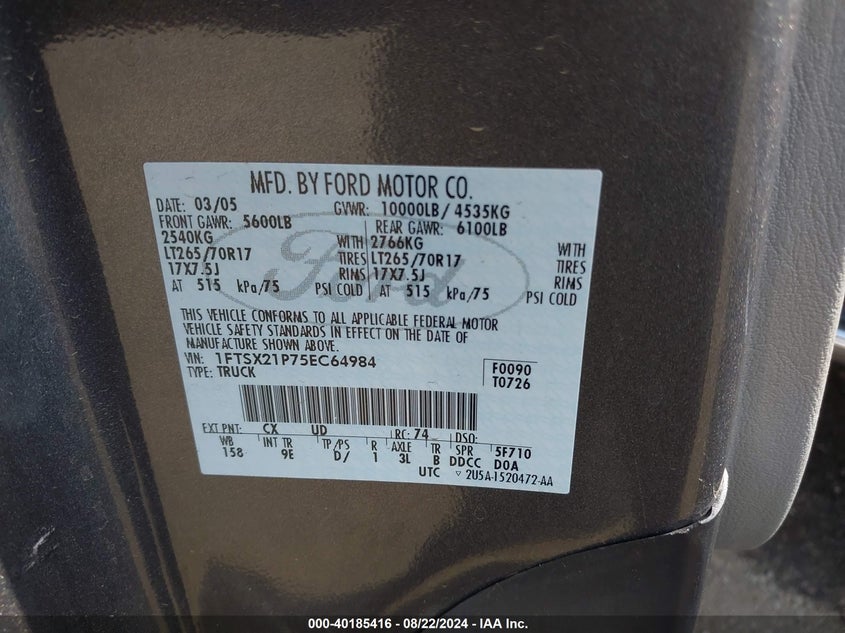 MFD. BY FORD MOTOR CO.
DATE: 03/05 GVWR: 10000LB/ 4535KG
FRONT GAWR: 5600LB REAR GAWR: 6100LB
2540KG WITH 2766KG WITH
LT265/70R17 TIRES LT265/70R17 TIRES
17X7.5J RIMS 17X7.5J RIMS
AT 515 kPa/75 PSI COLD AT 515 kPa/75 PSI COLD
Ford
THIS VEHICLE CONFORMS TO ALL APPLICABLE FEDERAL MOTOR
VEHICLE SAFETY STANDARDS IN EFFECT ON THE DATE OF
MANUFACTURE SHOWN ABOVE.
VIN: 1FTSX21P75EC64984 F0090
TYPE: TRUCK T0726
EXT PNT: CX UD RC: 74 DSO:
WB INT TR TP/PS R AXLE TR SPR 5F710
158 9E D/ 1 3L B DDCC D0A
UTC ▽ 2U5A-1520472-AA
000-40185416 - 08/22/2024 - IAA Inc.